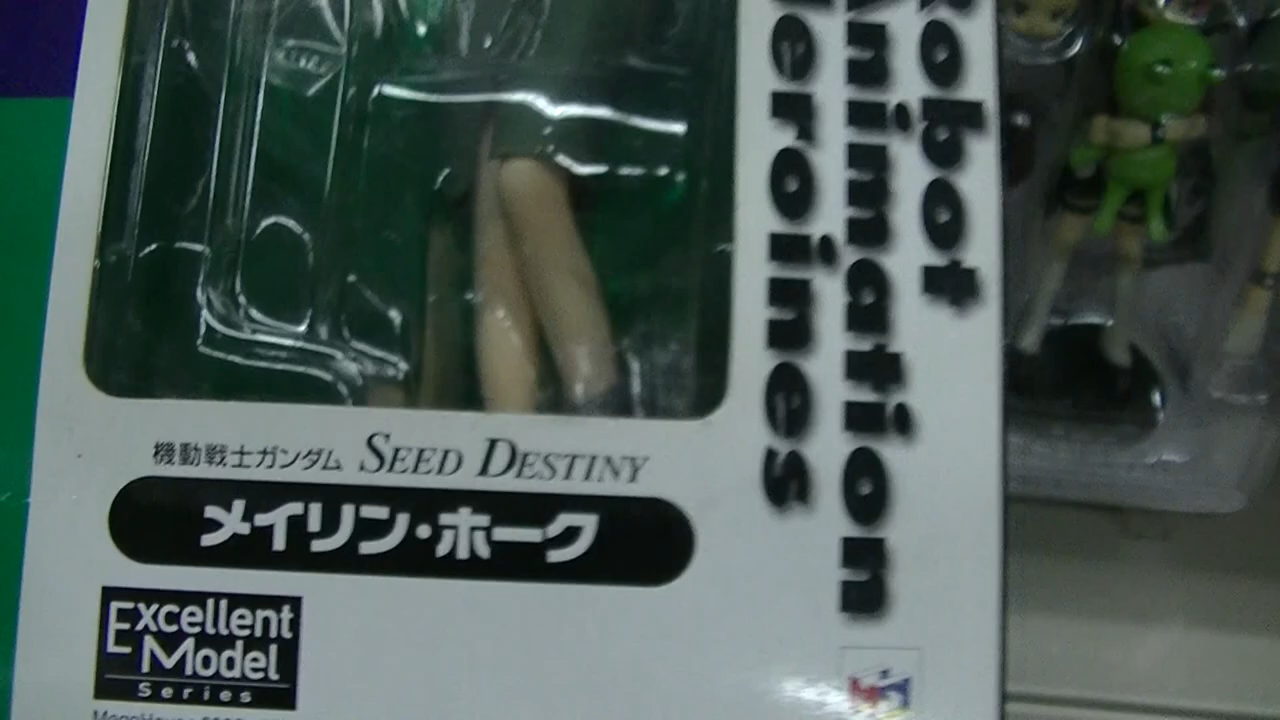 Robot
Animation
Heroines
機動戦士ガンダム SEED DESTINY
メイリン・ホーク
Excellent
Model
Series